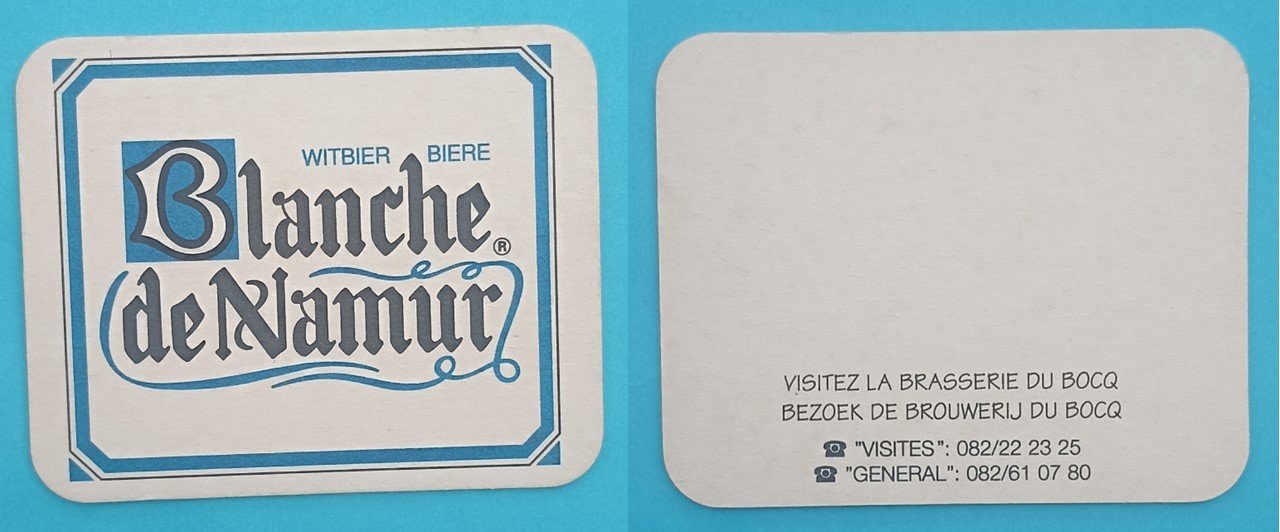 WITBIER BIERE
Blanche ®
de Namur
VISITEZ LA BRASSERIE DU BOCQ
BEZOEK DE BROUWERIJ DU BOCQ
☎ "VISITES": 082/22 23 25
☎ "GENERAL": 082/61 07 80